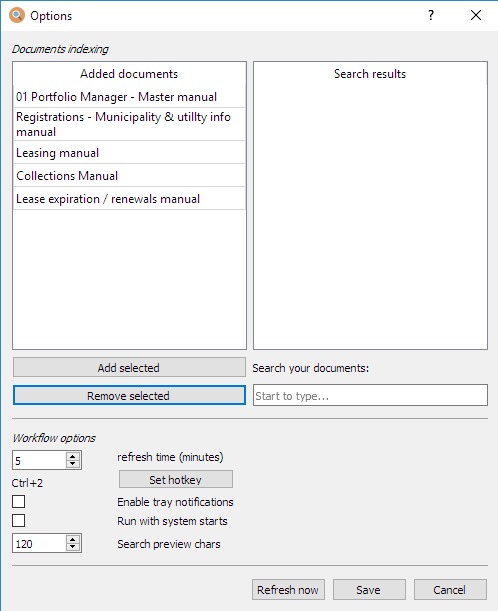 Options
?
Documents indexing
Added documents
Search results
01 Portfolio Manager - Master manual
Registrations - Municipality & utillty info
manual
Leasing manual
Collections Manual
Lease expiration / renewals manual
Add selected
Search your documents:
Remove selected
Start to type...
Workflow options
5
refresh time (minutes)
Ctrl+2
Set hotkey
Enable tray notifications
Run with system starts
120
Search preview chars
Refresh now
Save
Cancel